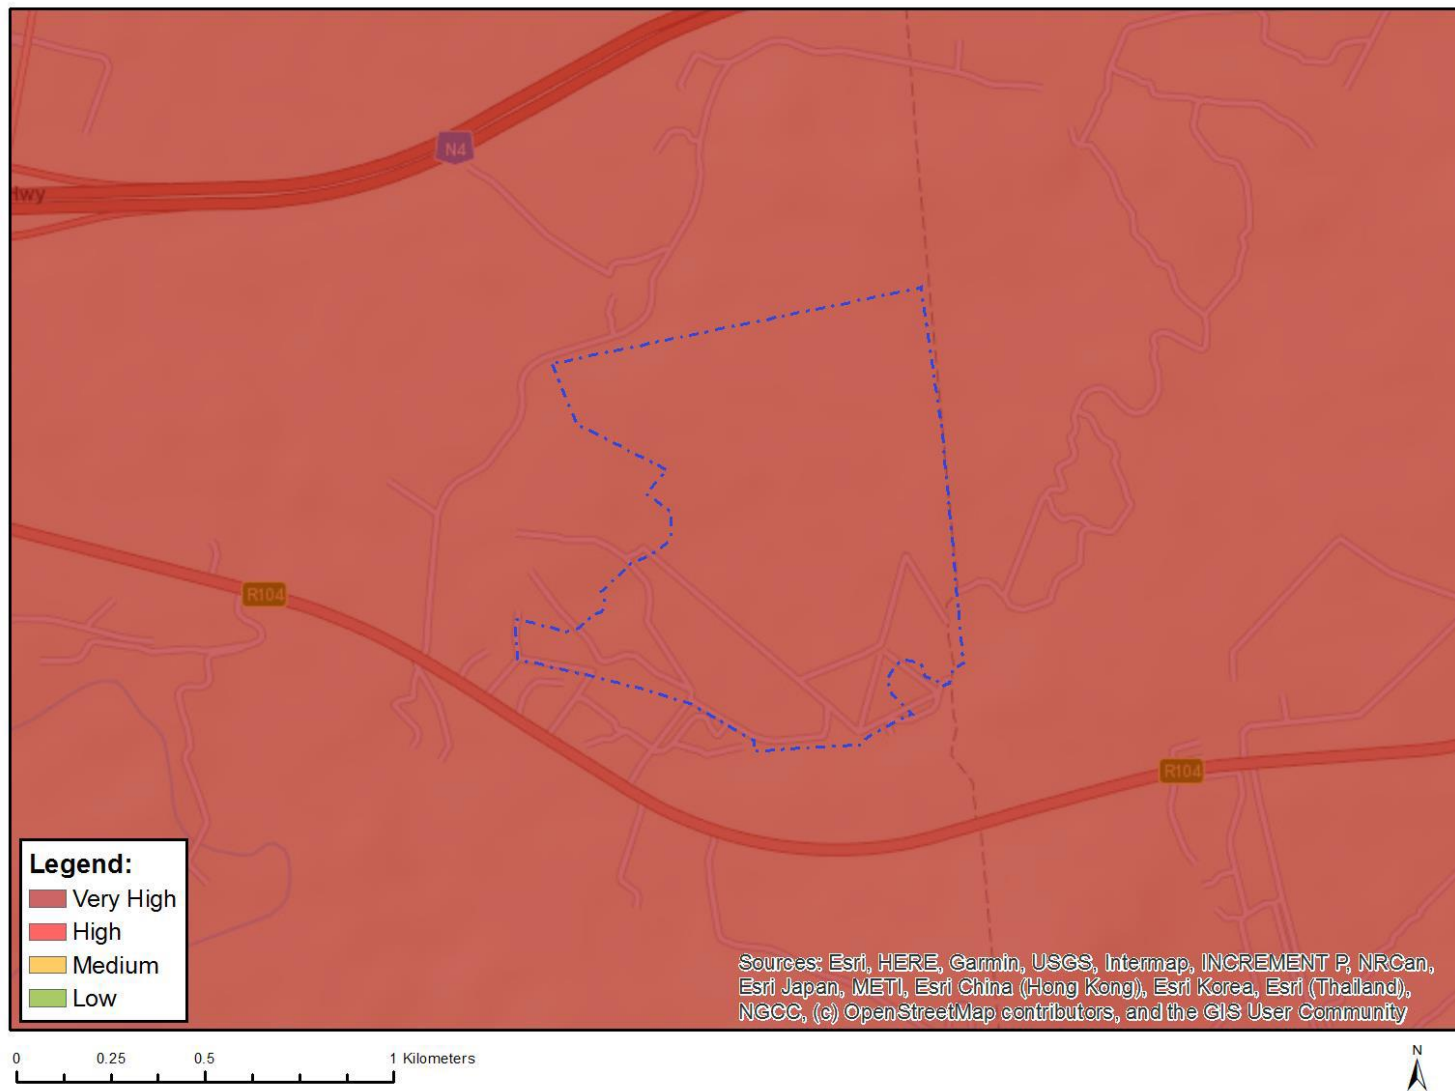 N4
Hwy
R104
R104
Legend:
Very High
High
Medium
Low
Sources: Esri, HERE, Garmin, USGS, Intermap, INCREMENT P, NRCan,
Esri Japan, METI, Esri China (Hong Kong), Esri Korea, Esri (Thailand),
NGCC, (c) OpenStreetMap contributors, and the GIS User Community
0 0.25 0.5 1 Kilometers
N